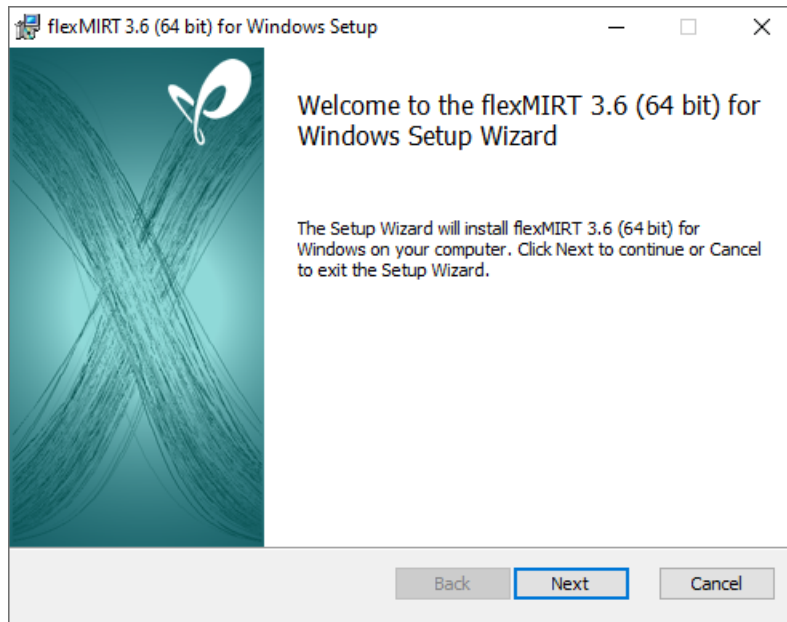 flexMIRT 3.6 (64 bit) for Windows Setup
Welcome to the flexMIRT 3.6 (64 bit) for
Windows Setup Wizard
The Setup Wizard will install flexMIRT 3.6 (64 bit) for
Windows on your computer. Click Next to continue or Cancel
to exit the Setup Wizard.
Back Next Cancel